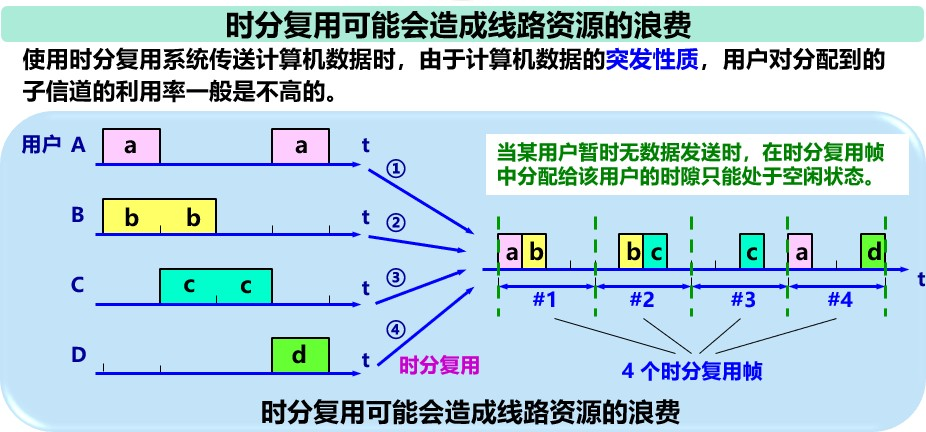 时分复用可能会造成线路资源的浪费
使用时分复用系统传送计算机数据时，由于计算机数据的突发性质，用户对分配到的
子信道的利用率一般是不高的。
用户 A a a t
①
B b b t
②
C c c t
③
D d t
④
时分复用
当某用户暂时无数据发送时，在时分复用帧
中分配给该用户的时隙只能处于空闲状态。
a b b c c a d
t
#1 #2 #3 #4
4 个时分复用帧
时分复用可能会造成线路资源的浪费